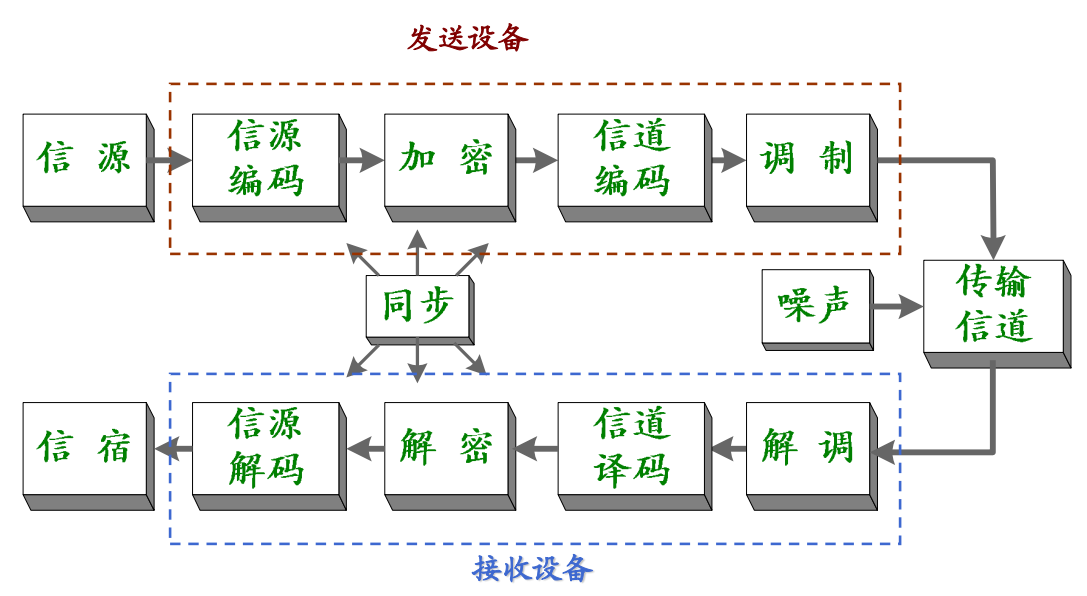 发送设备
信 源
信源
编码
加 密
信道
编码
调 制
同步
噪声
传输
信道
信 宿
信源
解码
解 密
信道
译码
解 调
接收设备